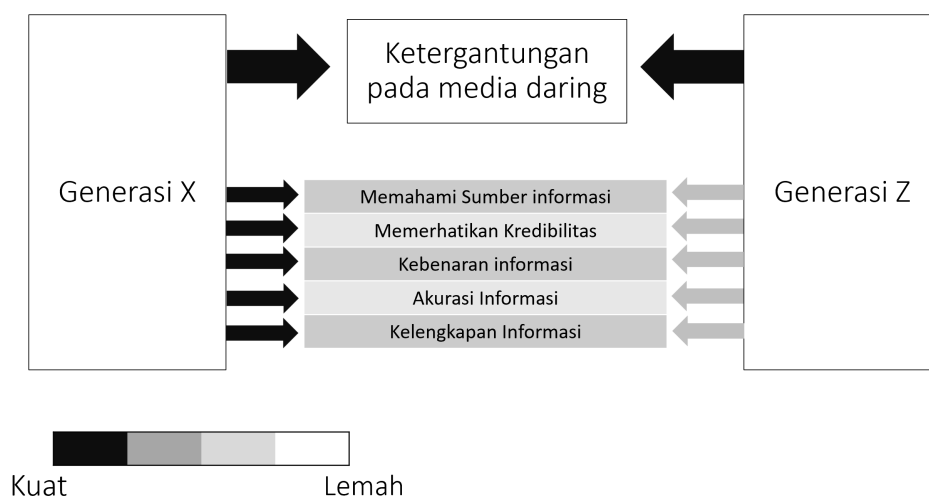 Ketergantungan
pada media daring
Generasi X
Generasi Z
Memahami Sumber informasi
Memerhatikan Kredibilitas
Kebenaran informasi
Akurasi Informasi
Kelengkapan Informasi
Kuat
Lemah